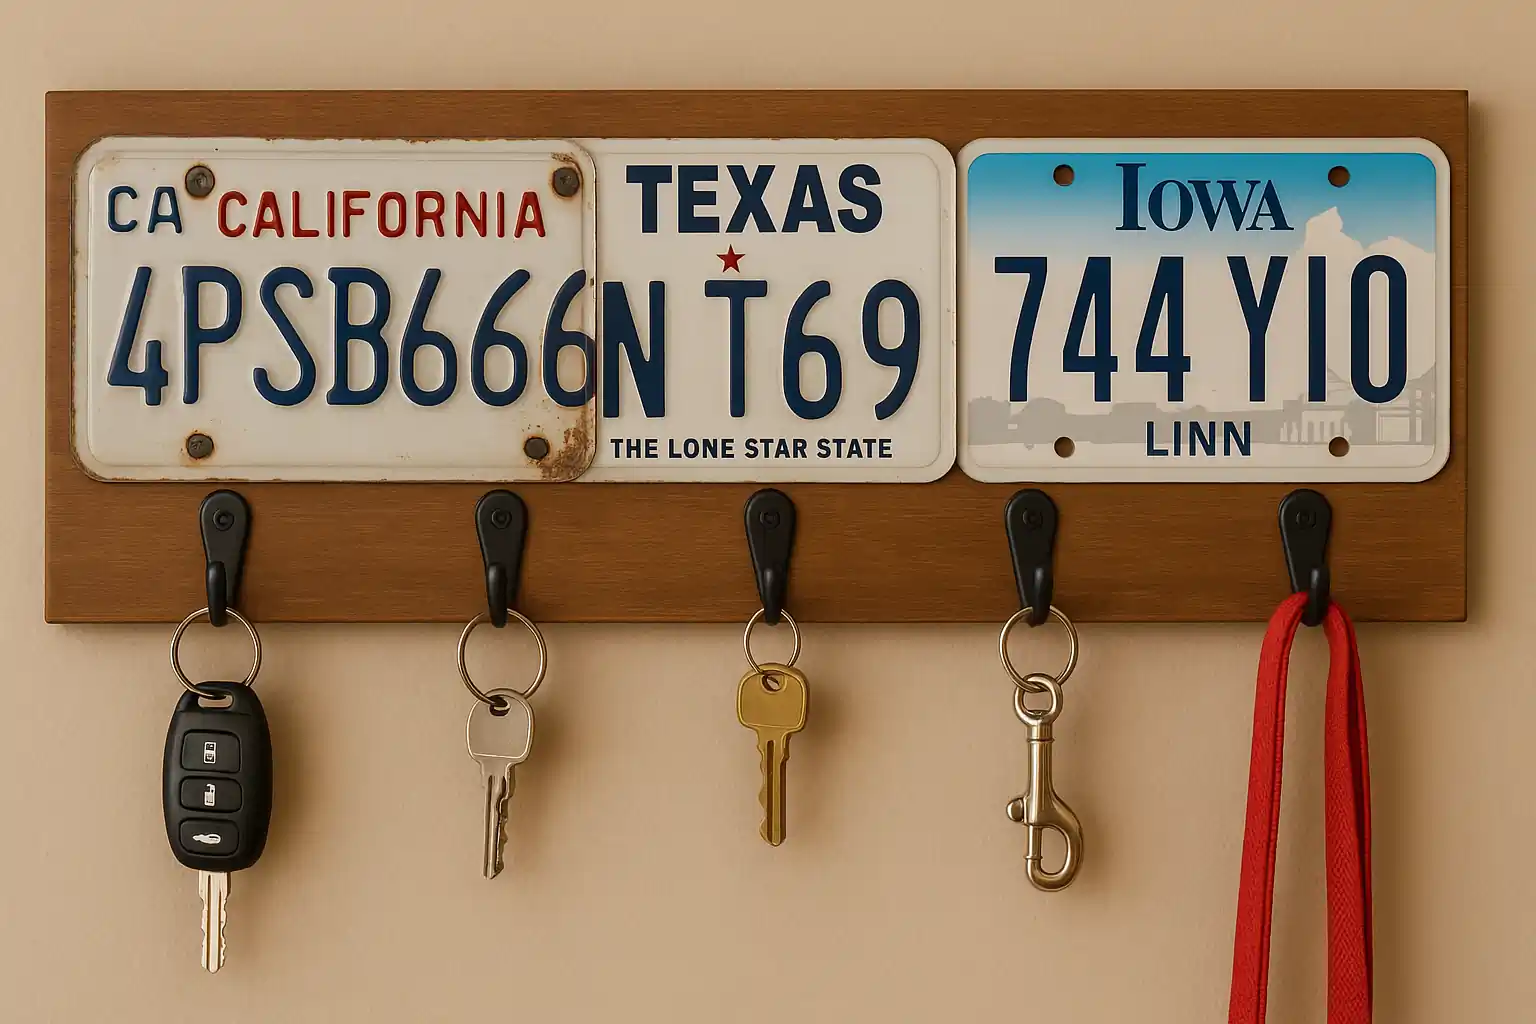 CA CALIFORNIA
4PSB666
TEXAS
N T69
THE LONE STAR STATE
IOWA
744 YIO
LINN